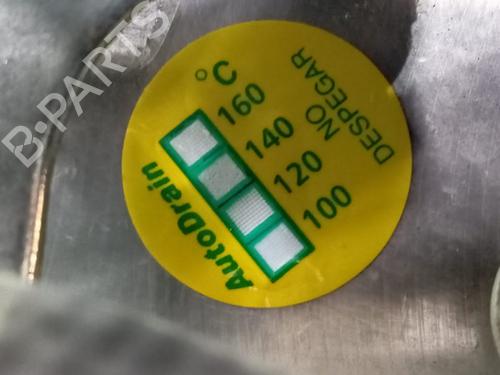 B-PARTS
°C
160
140
120
100
NO
DESPEGAR
AutoDrain